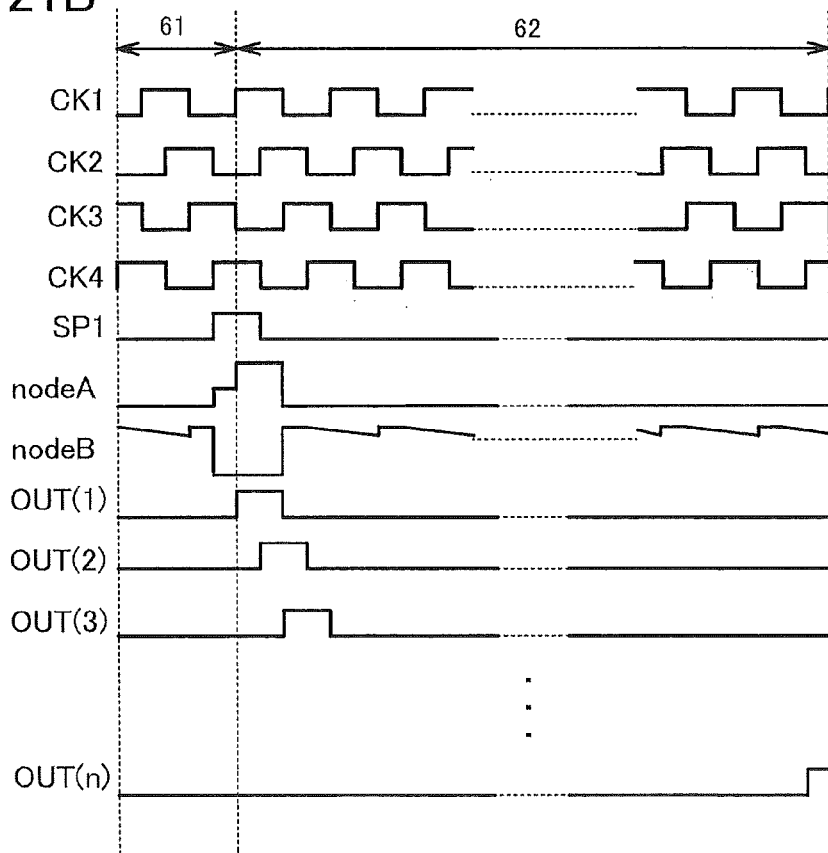 21B
61
62
CK1
CK2
CK3
CK4
SP1
nodeA
nodeB
OUT(1)
OUT(2)
OUT(3)
OUT(n)